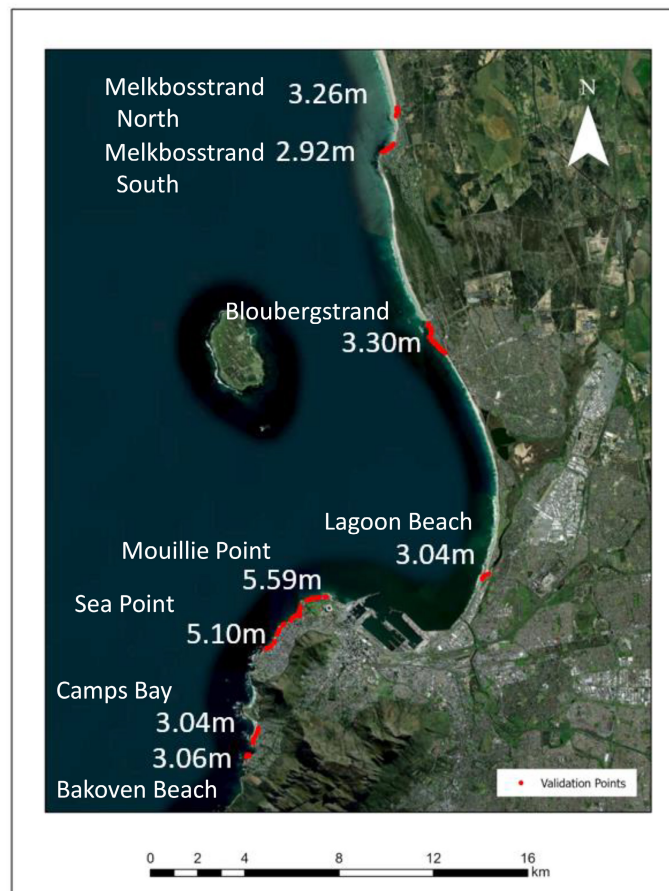 Melkbosstrand
North
3.26m
N
Melkbosstrand
South
2.92m
Bloubergstrand
3.30m
Lagoon Beach
3.04m
Mouillie Point
5.59m
Sea Point
5.10m
Camps Bay
3.04m
3.06m
Bakoven Beach
Validation Points
0 2 4 8 12 16
km